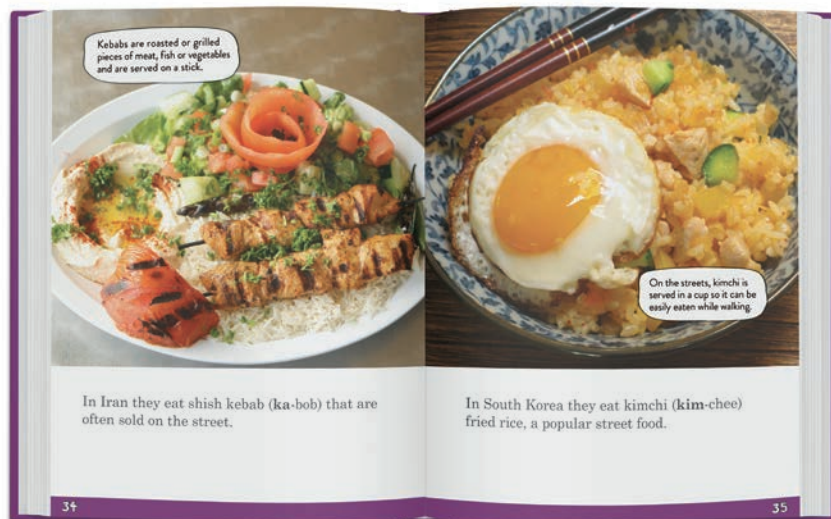 Kebabs are roasted or grilled
pieces of meat, fish or vegetables
and are served on a stick.
In Iran they eat shish kebab (ka-bob) that are
often sold on the street.
34
On the streets, kimchi is
served in a cup so it can be
easily eaten while walking.
In South Korea they eat kimchi (kim-chee)
fried rice, a popular street food.
35